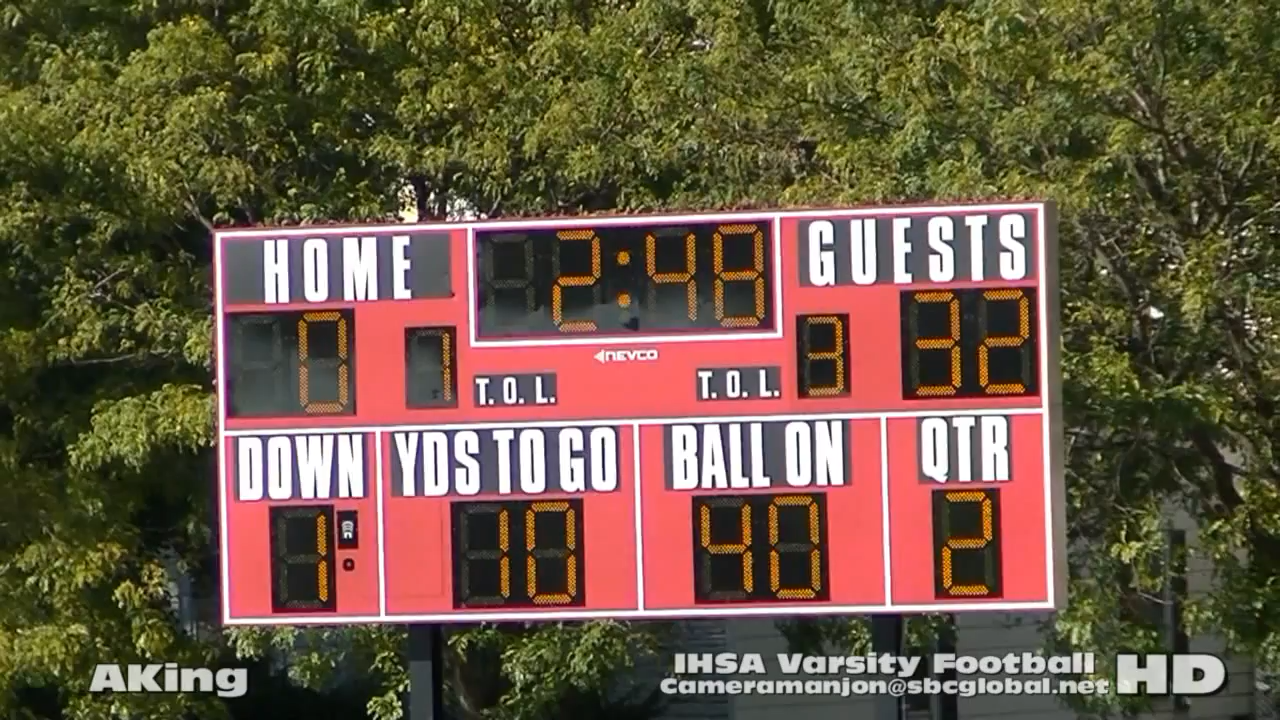 HOME 2:48 GUESTS
0 1 3 32
NEVCO
T.O.L. T.O.L.
DOWN YDS TO GO BALL ON QTR
1 10 40 2
AKing
IHSA Varsity Football HD
Cameramanjon@sbcglobal.net